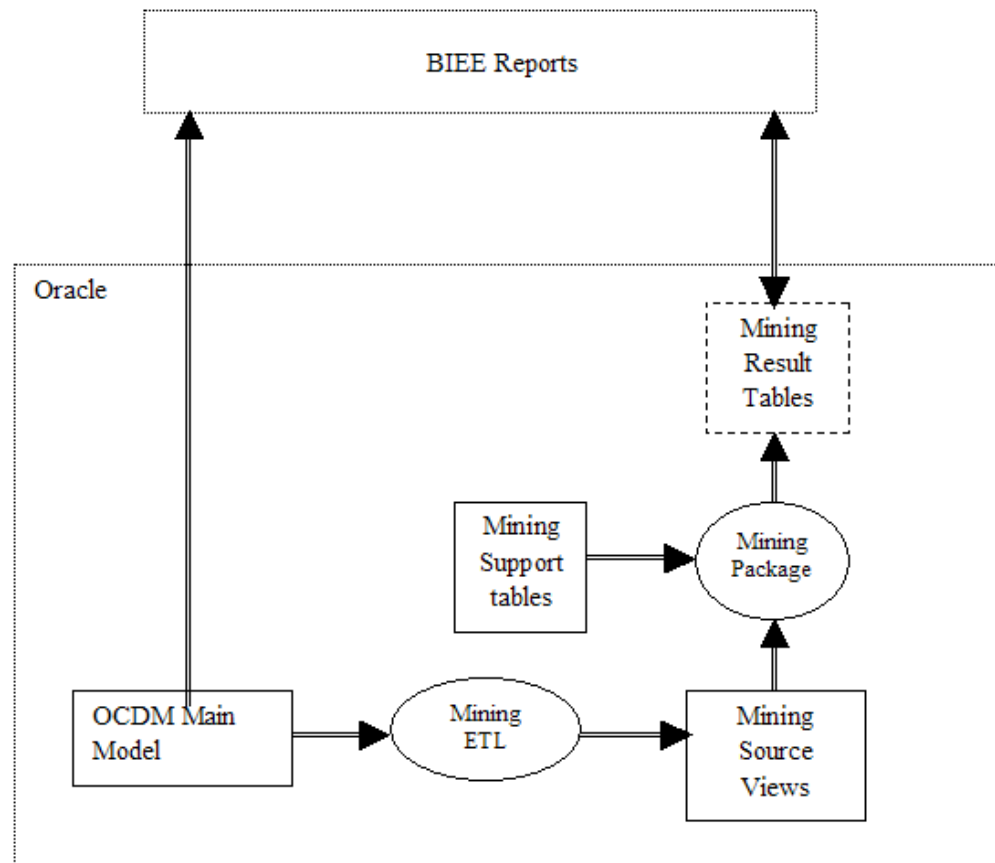 BIEE Reports
Oracle
Mining
Result
Tables
Mining
Support
tables
Mining
Package
OCDM Main
Model
Mining
ETL
Mining
Source
Views